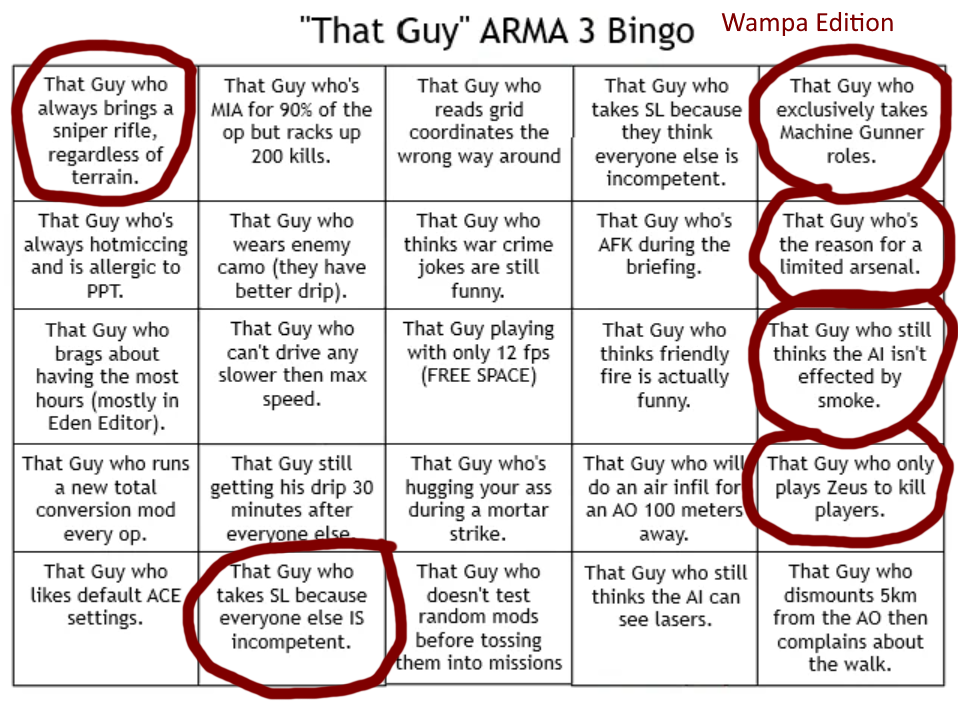 "That Guy" ARMA 3 Bingo
Wampa Edition
That Guy who
always brings a
sniper rifle,
regardless of
terrain.
That Guy who's
MIA for 90% of the
op but racks up
200 kills.
That Guy who
reads grid
coordinates the
wrong way around
That Guy who
takes SL because
they think
everyone else is
incompetent.
That Guy who
exclusively takes
Machine Gunner
roles.
That Guy who's
always hotmiccing
and is allergic to
PPT.
That Guy who
wears enemy
camo (they have
better drip).
That Guy who
thinks war crime
jokes are still
funny.
That Guy who's
AFK during the
briefing.
That Guy who's
the reason for a
limited arsenal.
That Guy who
brags about
having the most
hours (mostly in
Eden Editor).
That Guy who
can't drive any
slower then max
speed.
That Guy playing
with only 12 fps
(FREE SPACE)
That Guy who
thinks friendly
fire is actually
funny.
That Guy who still
thinks the AI isn't
effected by
smoke.
That Guy who runs
a new total
conversion mod
every op.
That Guy still
getting his drip 30
minutes after
everyone else.
That Guy who's
hugging your ass
during a mortar
strike.
That Guy who will
do an air infil for
an AO 100 meters
away.
That Guy who only
plays Zeus to kill
players.
That Guy who
likes default ACE
settings.
That Guy who
takes SL because
everyone else IS
incompetent.
That Guy who
doesn't test
random mods
before tossing
them into missions
That Guy who still
thinks the AI can
see lasers.
That Guy who
dismounts 5km
from the AO then
complains about
the walk.